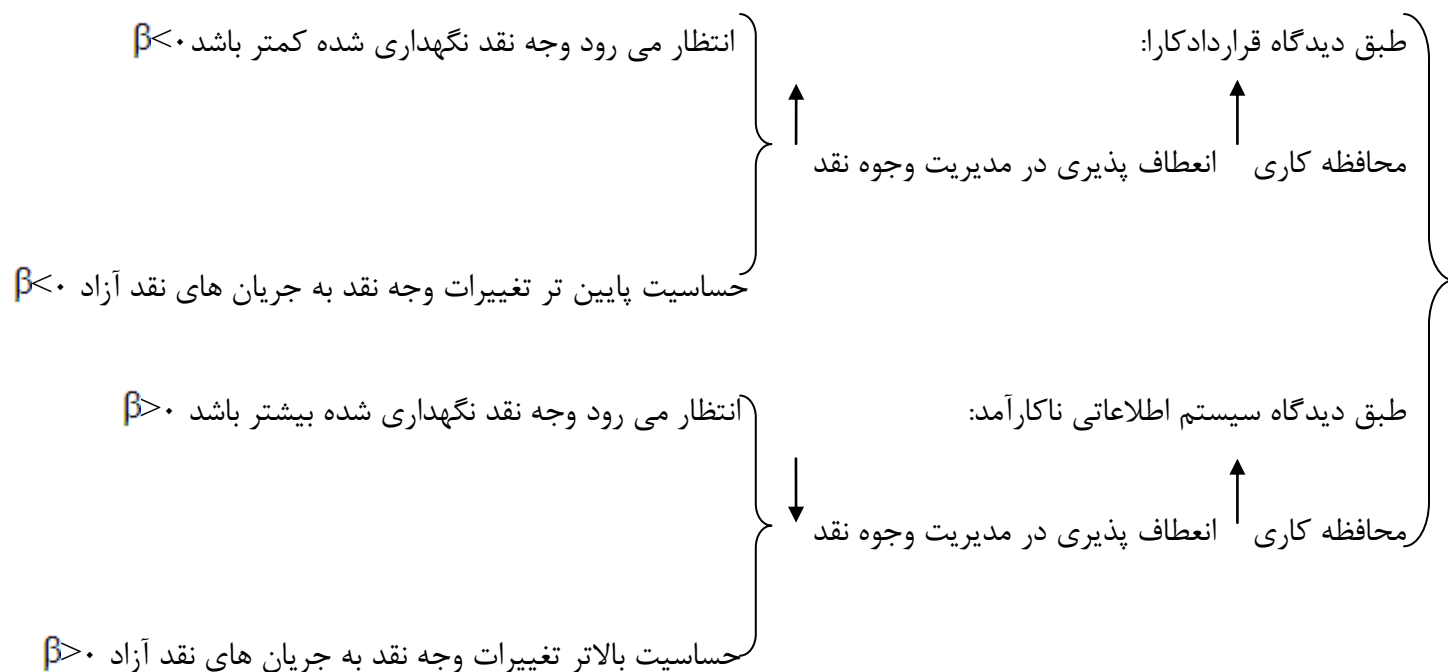 طبق دیدگاه قراردادکارا:
انتظار می رود وجه نقد نگهداری شده کمتر باشد β<۰
محافظه کاری ↑ انعطاف پذیری در مدیریت وجوه نقد ↑
حساسیت پایین تر تغییرات وجه نقد به جریان های نقد آزاد β<۰
طبق دیدگاه سیستم اطلاعاتی ناکارآمد:
انتظار می رود وجه نقد نگهداری شده بیشتر باشد β>۰
محافظه کاری ↑ انعطاف پذیری در مدیریت وجوه نقد ↓
حساسیت بالاتر تغییرات وجه نقد به جریان های نقد آزاد β>۰